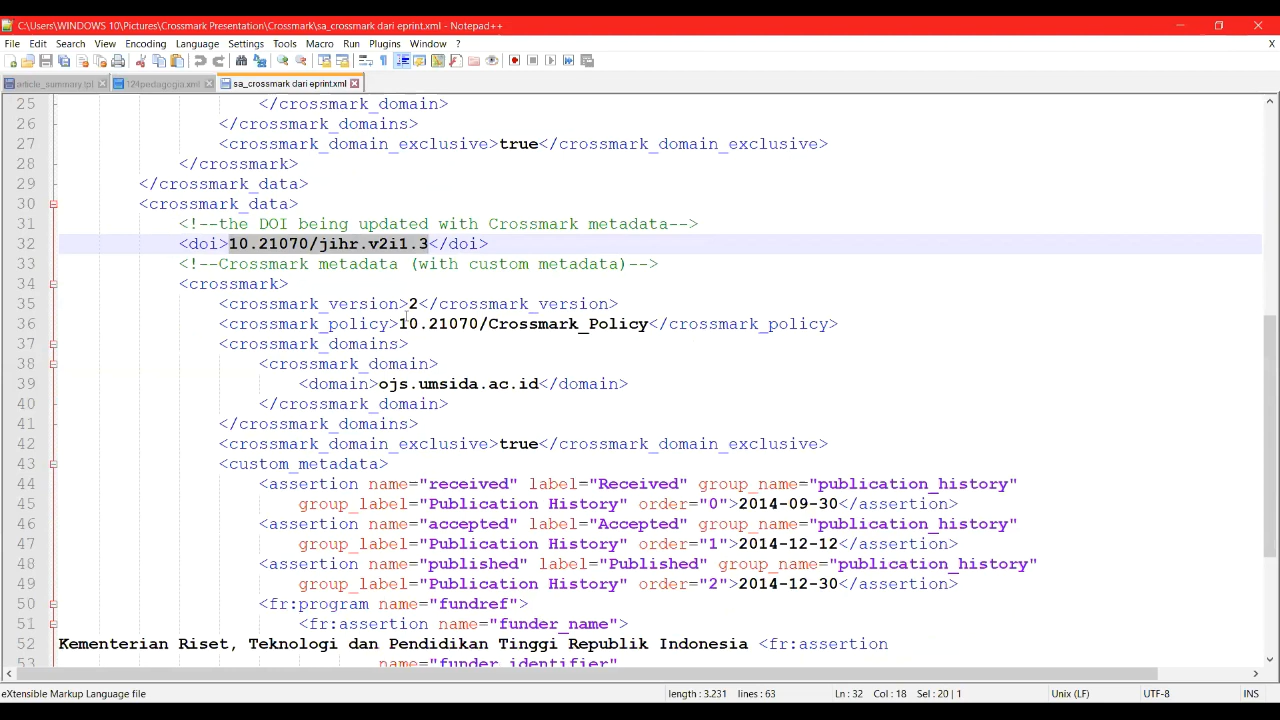 C:\Users\WINDOWS 10\Pictures\Crossmark Presentation\Crossmark\sa_crossmark dari eprint.xml - Notepad++
File Edit Search View Encoding Language Settings Tools Macro Run Plugins Window ? X
article_summary.tpl 124pedagogia.xml sa_crossmark dari eprint.xml
25 </crossmark_domain>
26 </crossmark_domains>
27 <crossmark_domain_exclusive>true</crossmark_domain_exclusive>
28 </crossmark>
29 </crossmark_data>
30 <crossmark_data>
31 <!--the DOI being updated with Crossmark metadata-->
32 <doi>10.21070/jihr.v2i1.3</doi>
33 <!--Crossmark metadata (with custom metadata)-->
34 <crossmark>
35 <crossmark_version>2</crossmark_version>
36 <crossmark_policy>10.21070/Crossmark_Policy</crossmark_policy>
37 <crossmark_domains>
38 <crossmark_domain>
39 <domain>ojs.umsida.ac.id</domain>
40 </crossmark_domain>
41 </crossmark_domains>
42 <crossmark_domain_exclusive>true</crossmark_domain_exclusive>
43 <custom_metadata>
44 <assertion name="received" label="Received" group_name="publication_history"
45 group_label="Publication History" order="0">2014-09-30</assertion>
46 <assertion name="accepted" label="Accepted" group_name="publication_history"
47 group_label="Publication History" order="1">2014-12-12</assertion>
48 <assertion name="published" label="Published" group_name="publication_history"
49 group_label="Publication History" order="2">2014-12-30</assertion>
50 <fr:program name="fundref">
51 <fr:assertion name="funder_name">
52 Kementerian Riset, Teknologi dan Pendidikan Tinggi Republik Indonesia <fr:assertion
53 name="funder_identifier"
eXtensible Markup Language file length : 3.231 lines : 63 Ln : 32 Col : 18 Sel : 20 | 1 Unix (LF) UTF-8 INS